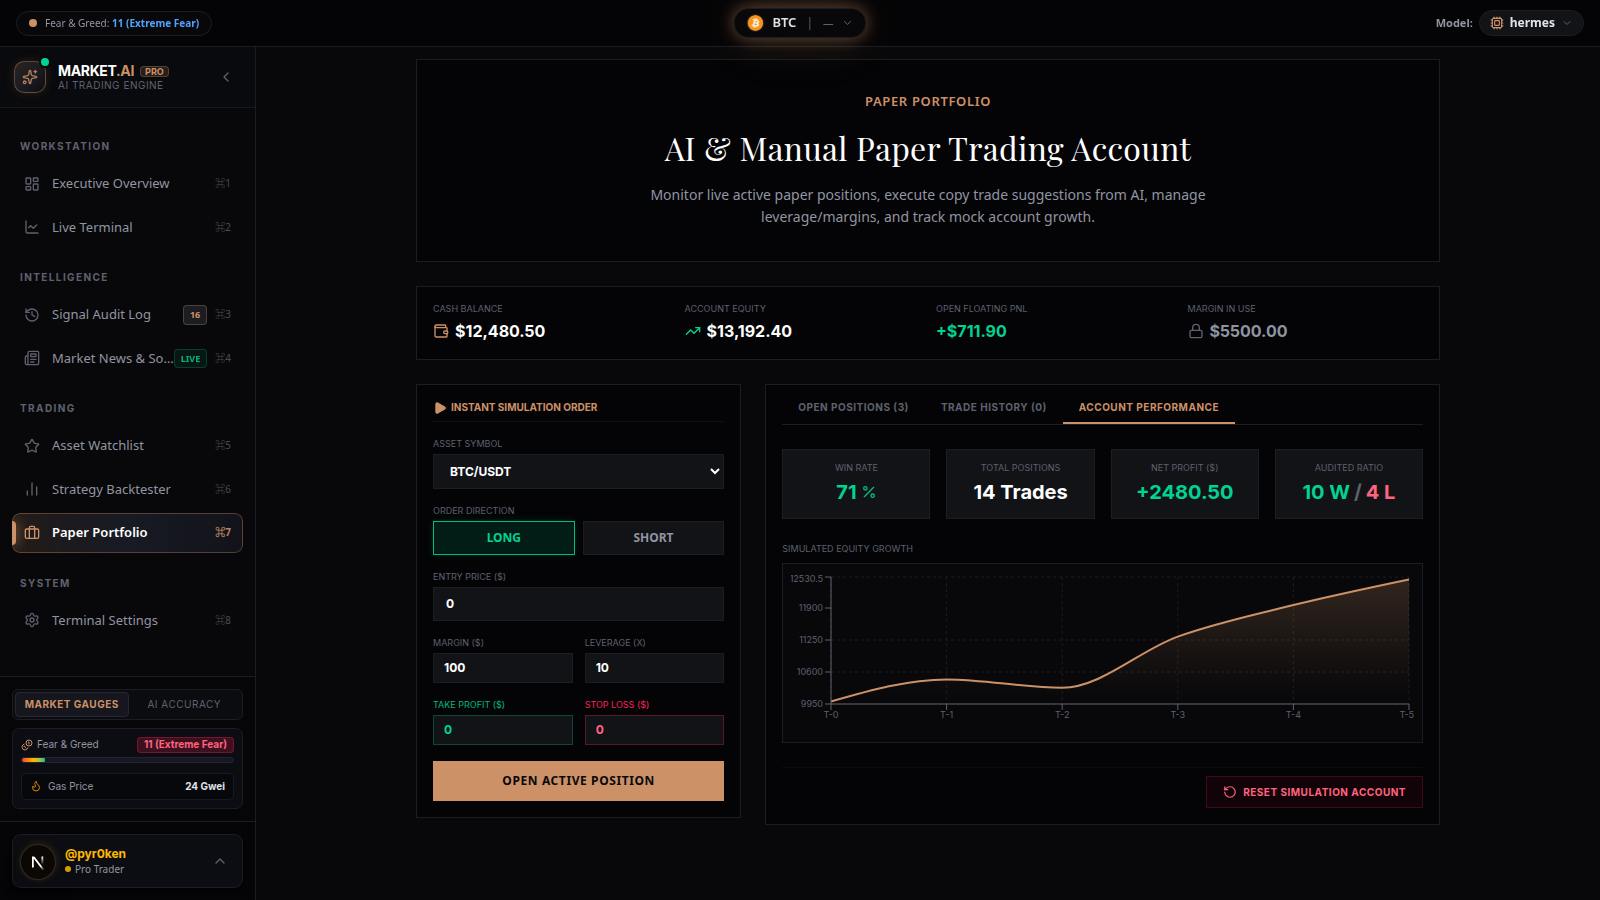 Fear & Greed: 11 (Extreme Fear)
BTC | —
Model: hermes
MARKET.AI PRO
AI TRADING ENGINE
WORKSTATION
Executive Overview ⌘1
Live Terminal ⌘2
INTELLIGENCE
Signal Audit Log 16 ⌘3
Market News & So... LIVE ⌘4
TRADING
Asset Watchlist ⌘5
Strategy Backtester ⌘6
Paper Portfolio ⌘7
SYSTEM
Terminal Settings ⌘8
MARKET GAUGES AI ACCURACY
Fear & Greed 11 (Extreme Fear)
Gas Price 24 Gwei
N @pyr0ken
Pro Trader
PAPER PORTFOLIO
AI & Manual Paper Trading Account
Monitor live active paper positions, execute copy trade suggestions from AI, manage
leverage/margins, and track mock account growth.
CASH BALANCE ACCOUNT EQUITY OPEN FLOATING PNL MARGIN IN USE
$12,480.50 $13,192.40 +$711.90 $5500.00
INSTANT SIMULATION ORDER
ASSET SYMBOL
BTC/USDT
ORDER DIRECTION
LONG SHORT
ENTRY PRICE ($)
0
MARGIN ($) LEVERAGE (X)
100 10
TAKE PROFIT ($) STOP LOSS ($)
0 0
OPEN ACTIVE POSITION
OPEN POSITIONS (3) TRADE HISTORY (0) ACCOUNT PERFORMANCE
WIN RATE TOTAL POSITIONS NET PROFIT ($) AUDITED RATIO
71 % 14 Trades +2480.50 10 W / 4 L
SIMULATED EQUITY GROWTH
12530.5
11900
11250
10600
9950
T-0 T-1 T-2 T-3 T-4 T-5
RESET SIMULATION ACCOUNT